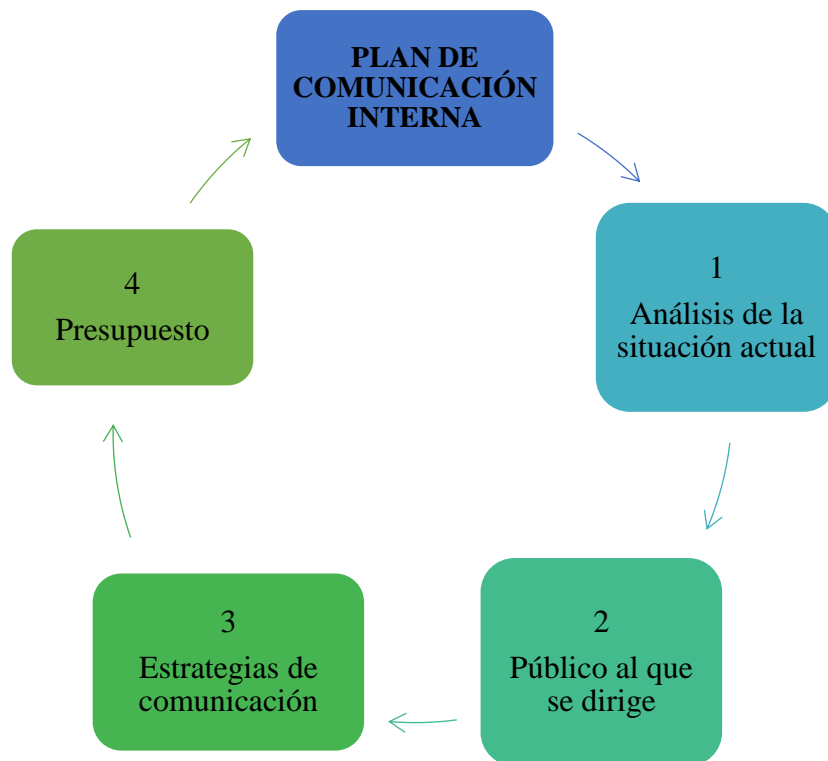 PLAN DE
COMUNICACIÓN
INTERNA
1
Análisis de la
situación actual
2
Público al que
se dirige
3
Estrategias de
comunicación
4
Presupuesto